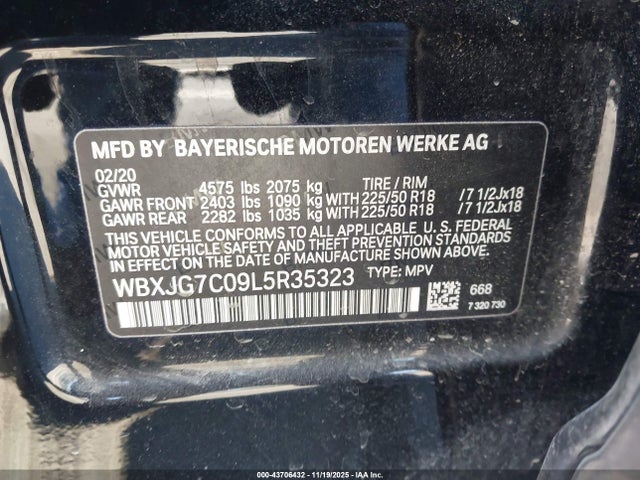 MFD BY BAYERISCHE MOTOREN WERKE AG
02/20
GVWR 4575 lbs 2075 kg TIRE / RIM
GAWR FRONT 2403 lbs 1090 kg WITH 225/50 R18 /7 1/2Jx18
GAWR REAR 2282 lbs 1035 kg WITH 225/50 R18 /7 1/2Jx18
THIS VEHICLE CONFORMS TO ALL APPLICABLE U. S. FEDERAL
MOTOR VEHICLE SAFETY AND THEFT PREVENTION STANDARDS
IN EFFECT ON THE DATE OF MANUFACTURE SHOWN ABOVE.
WBXJG7C09L5R35323 TYPE: MPV
668
7 320 730
000-43706432 - 11/19/2025 - IAA Inc.